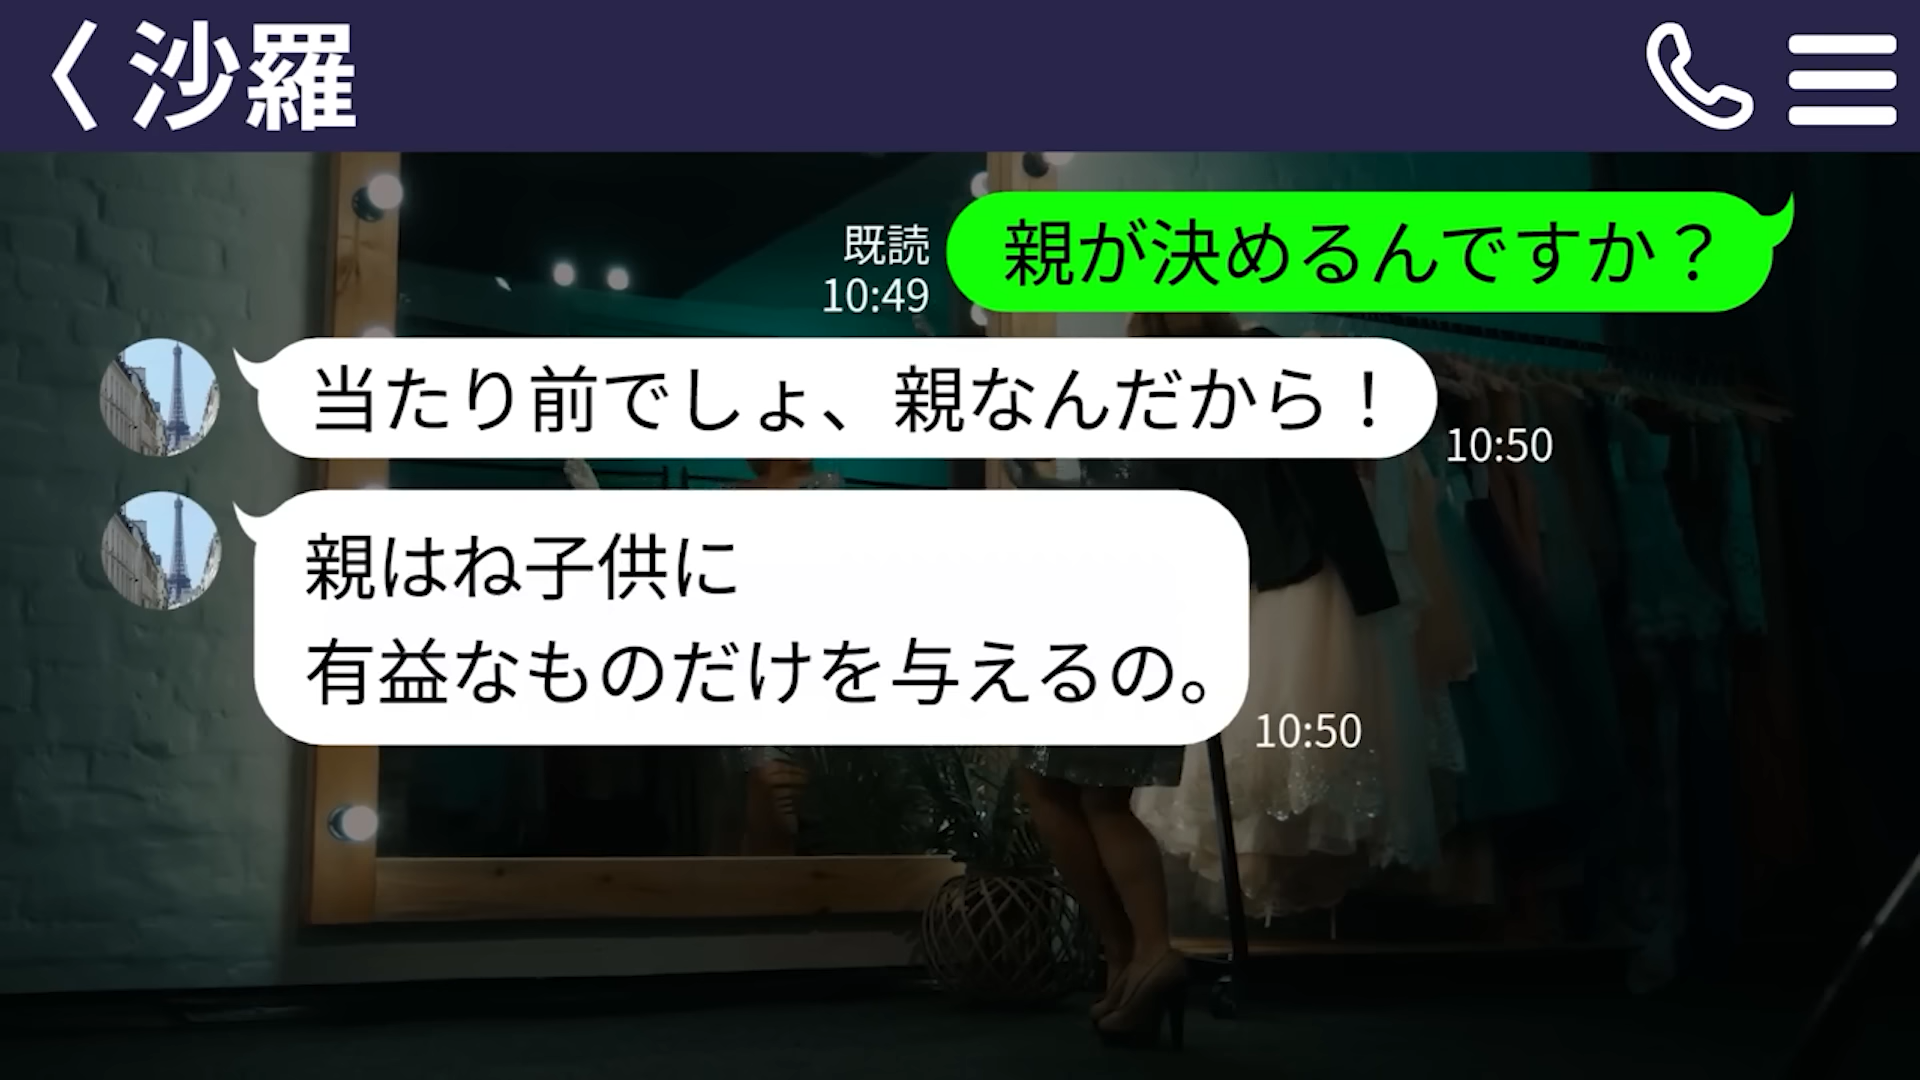 沙羅
親が決めるんですか？
既読
10:49
当たり前でしょ、親なんだから！
10:50
親はね子供に
有益なものだけを与えるの。
10:50